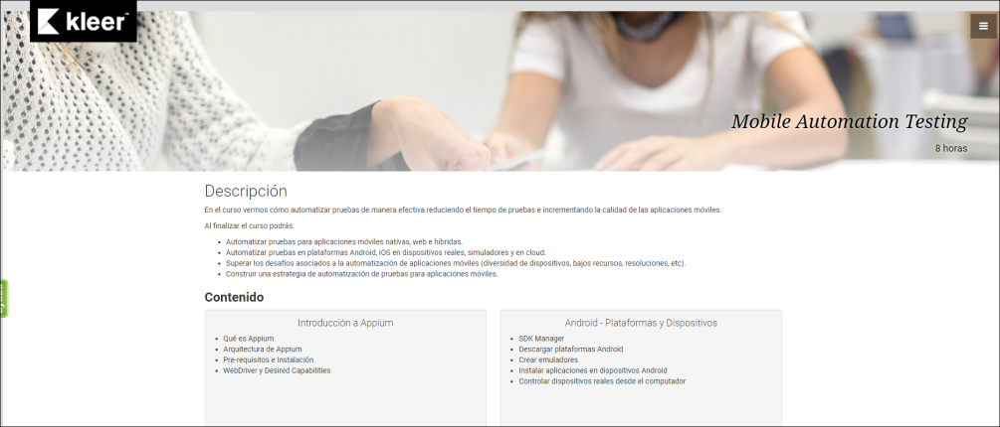 kleer
Mobile Automation Testing
8 horas
Descripción
En el curso vermos cómo automatizar pruebas de manera efectiva reduciendo el tiempo de pruebas e incrementando la calidad de las aplicaciones móviles.
Al finalizar el curso podrás:
Automatizar pruebas para aplicaciones móviles nativas, web e híbridas.
Automatizar pruebas en plataformas Android, iOS en dispositivos reales, simuladores y en cloud.
Superar los desafíos asociados a la automatización de aplicaciones móviles (diversidad de dispositivos, bajos recursos, resoluciones, etc).
Construir una estrategia de automatización de pruebas para aplicaciones móviles.
Contenido
Introducción a Appium
Qué es Appium
Arquitectura de Appium
Pre-requisitos e Instalación
WebDriver y Desired Capabilities
Android - Plataformas y Dispositivos
SDK Manager
Descargar plataformas Android
Crear emuladores
Instalar aplicaciones en dispositivos Android
Controlar dispositivos reales desde el computador